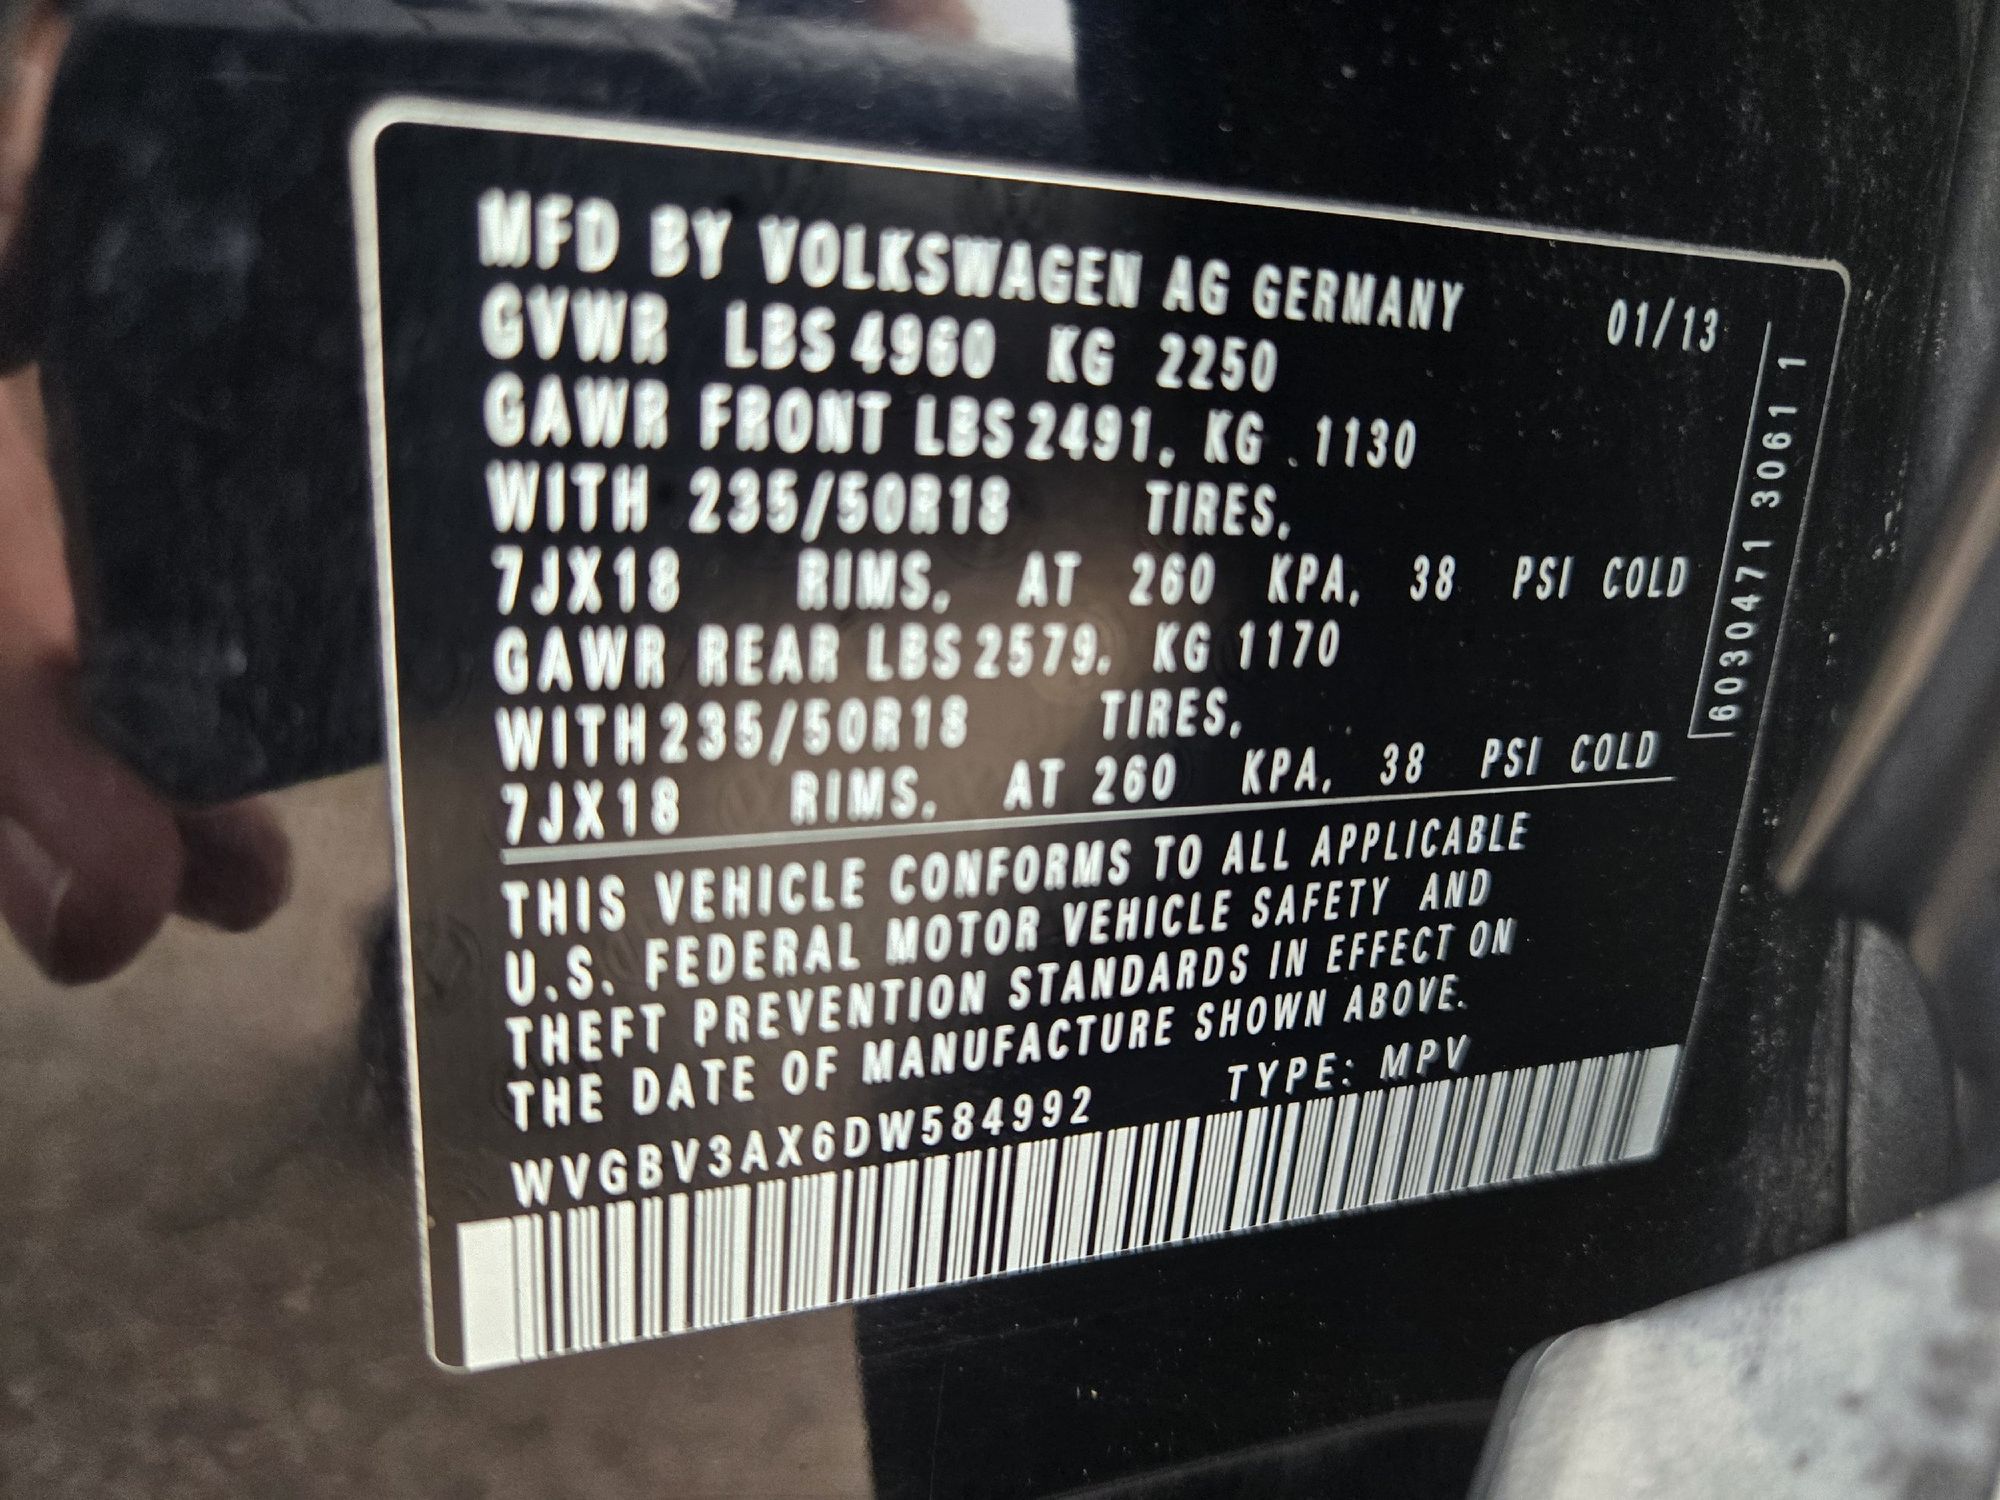 MFD BY VOLKSWAGEN AG GERMANY 01/13
GVWR LBS 4960 KG 2250
GAWR FRONT LBS 2491, KG . 1130
WITH 235/50R18 TIRES,
7JX18 RIMS, AT 260 KPA, 38 PSI COLD
GAWR REAR LBS 2579, KG 1170
WITH 235/50R18 TIRES,
7JX18 RIMS, AT 260 KPA, 38 PSI COLD
6030471 3061 1
THIS VEHICLE CONFORMS TO ALL APPLICABLE
U.S. FEDERAL MOTOR VEHICLE SAFETY AND
THEFT PREVENTION STANDARDS IN EFFECT ON
THE DATE OF MANUFACTURE SHOWN ABOVE.
WVGBV3AX6DW584992 TYPE: MPV